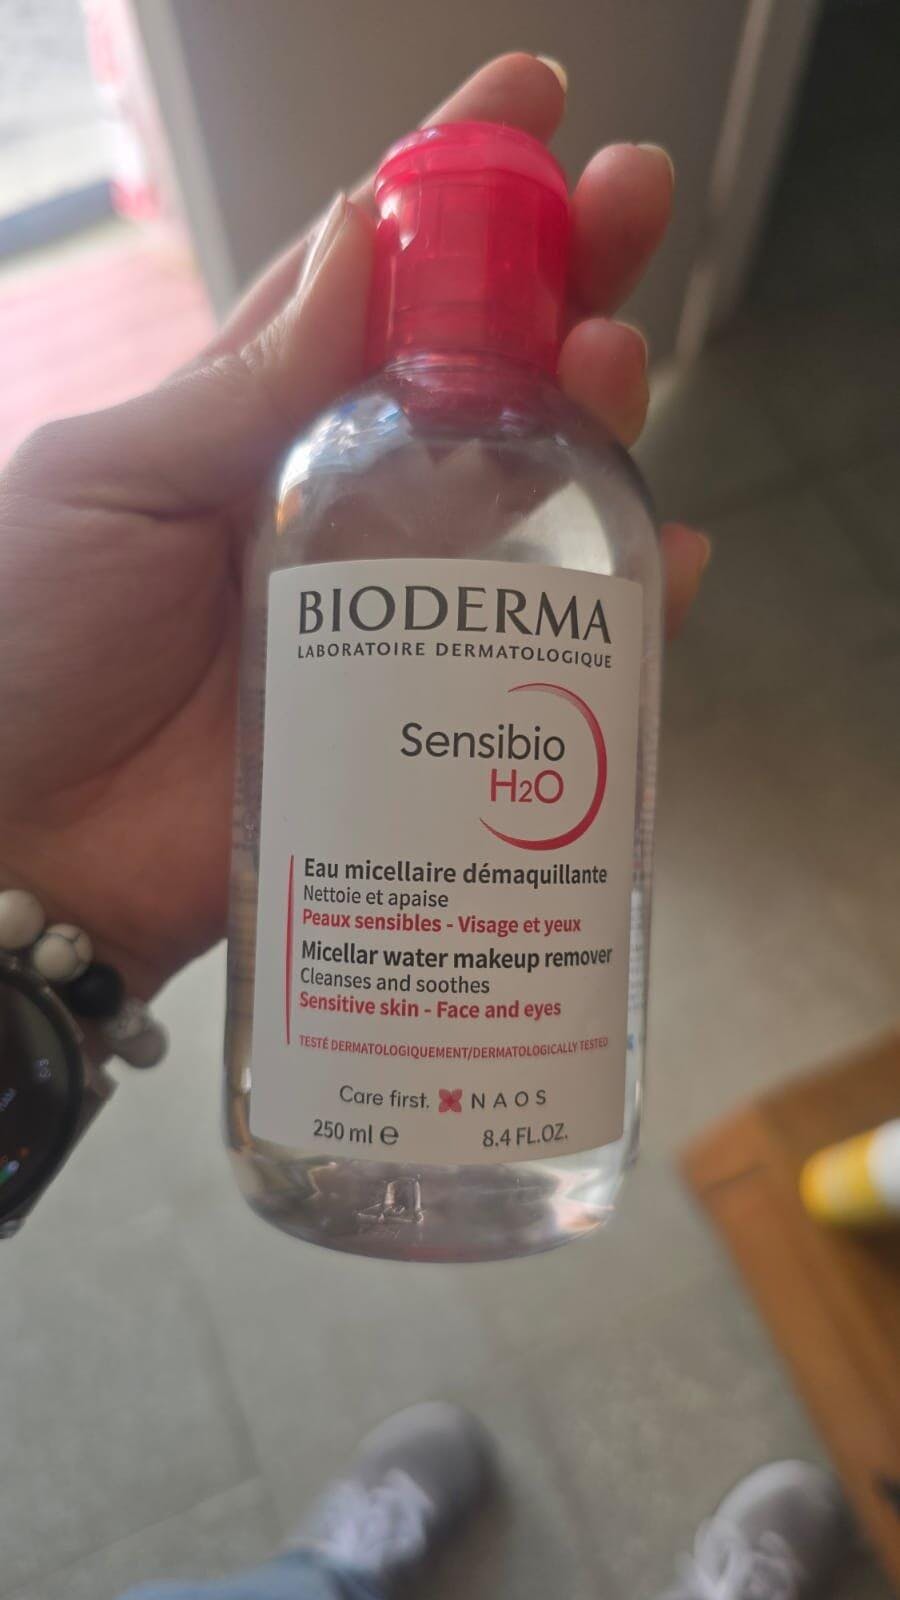 BIODERMA
LABORATOIRE DERMATOLOGIQUE
Sensibio
H2O
Eau micellaire démaquillante
Nettoie et apaise
Peaux sensibles - Visage et yeux
Micellar water makeup remover
Cleanses and soothes
Sensitive skin - Face and eyes
TESTÉ DERMATOLOGIQUEMENT/DERMATOLOGICALLY TESTED
Care first. NAOS
250 ml ℮ 8.4 FL.OZ.